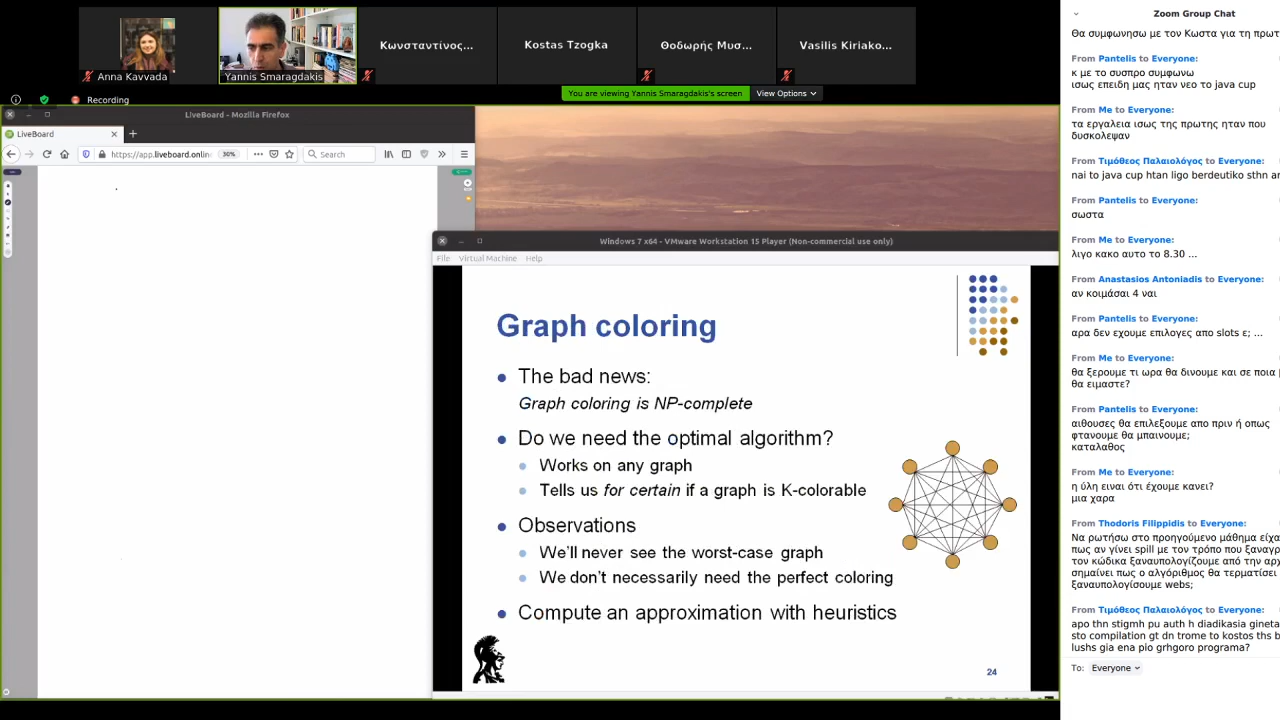 Anna Kavvada
Yannis Smaragdakis
Κωνσταντίνος...
Kostas Tzogka
Θοδωρής Μυσ...
Vasilis Kiriako...
Recording
You are viewing Yannis Smaragdakis's screen
View Options
LiveBoard - Mozilla Firefox
LiveBoard
https://app.liveboard.onlin
30%
Search
Windows 7 x64 - VMware Workstation 15 Player (Non-commercial use only)
File Virtual Machine Help
Graph coloring
The bad news:
Graph coloring is NP-complete
Do we need the optimal algorithm?
Works on any graph
Tells us for certain if a graph is K-colorable
Observations
We'll never see the worst-case graph
We don't necessarily need the perfect coloring
Compute an approximation with heuristics
24
Zoom Group Chat
Θα συμφωνησω με τον Κωστα για τη πρωτ
From Pantelis to Everyone:
κ με το συσπρο συμφωνω
ισως επειδη μας ηταν νεο το java cup
From Me to Everyone:
τα εργαλεια ισως της πρωτης ηταν που
δυσκολεψαν
From Τιμόθεος Παλαιολόγος to Everyone:
nai to java cup htan ligo berdeutiko sthn ar
From Pantelis to Everyone:
σωστα
From Me to Everyone:
λιγο κακο αυτο το 8.30 ...
From Anastasios Antoniadis to Everyone:
αν κοιμάσαι 4 ναι
From Pantelis to Everyone:
αρα δεν εχουμε επιλογες απο slots ε; ...
From Me to Everyone:
θα ξερουμε τι ωρα θα δινουμε και σε ποια
θα ειμαστε?
From Pantelis to Everyone:
αιθουσες θα επιλεξουμε απο πριν ή οπως
φτανουμε θα μπαινουμε;
καταλαθος
From Me to Everyone:
η ύλη ειναι ότι έχουμε κανει?
μια χαρα
From Thodoris Filippidis to Everyone:
Να ρωτήσω στο προηγούμενο μάθημα είχα
πως αν γίνει spill με τον τρόπο που ξαναγρ
τον κώδικα ξαναυπολογίζουμε από την αρχ
σημαίνει πως ο αλγόριθμος θα τερματίσει
ξαναυπολογίσουμε webs;
From Τιμόθεος Παλαιολόγος to Everyone:
apo thn stigmh pu auth h diadikasia gineta
sto compilation gt dn trome to kostos ths b
lushs gia ena pio grhgoro programa?
To: Everyone